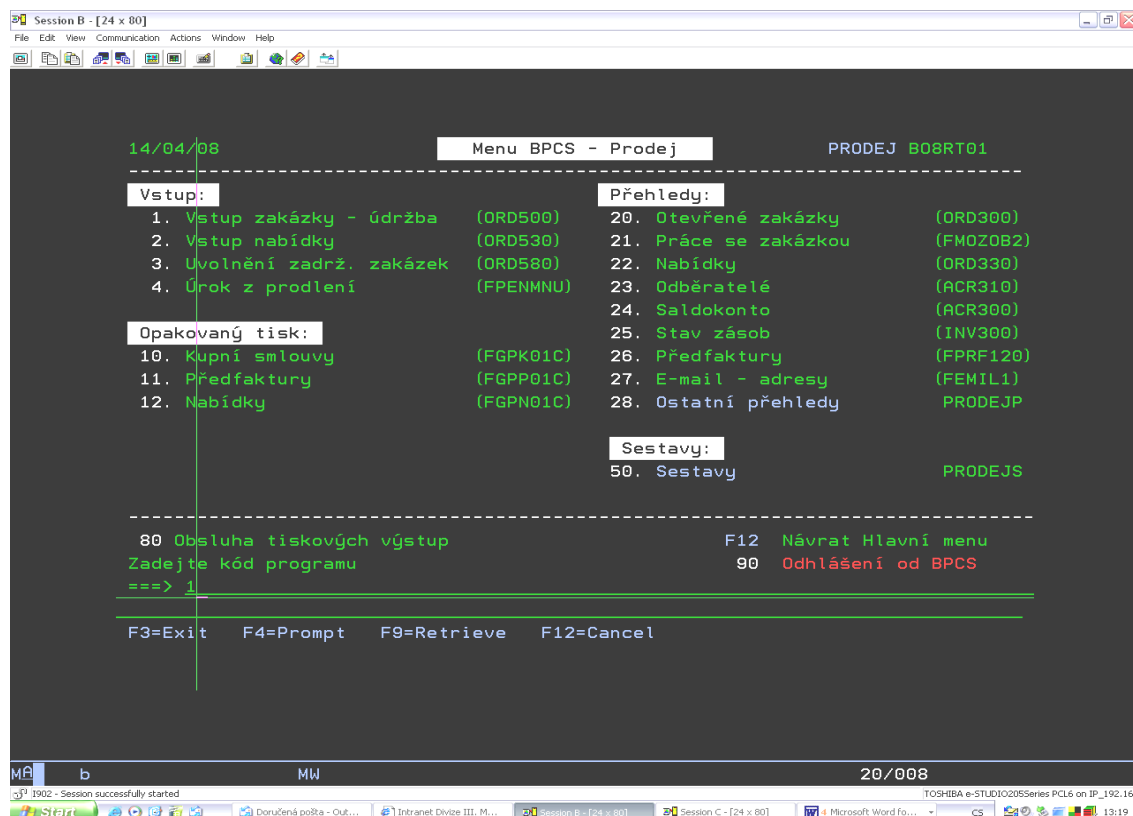 Session B - [24 x 80]
File Edit View Communication Actions Window Help
14/04/08 Menu BPCS - Prodej PRODEJ BO8RT01
Vstup: Přehledy:
1. Vstup zakázky - údržba (ORD500) 20. Otevřené zakázky (ORD300)
2. Vstup nabídky (ORD530) 21. Práce se zakázkou (FMOZOB2)
3. Uvolnění zadrž. zakázek (ORD580) 22. Nabídky (ORD330)
4. Úrok z prodlení (FPENMNU) 23. Odběratelé (ACR310)
24. Saldokonto (ACR300)
Opakovaný tisk: 25. Stav zásob (INV300)
10. Kupní smlouvy (FGPK01C) 26. Předfaktury (FPRF120)
11. Předfaktury (FGPP01C) 27. E-mail - adresy (FEMIL1)
12. Nabídky (FGPN01C) 28. Ostatní přehledy PRODEJP
Sestavy:
50. Sestavy PRODEJS
80 Obsluha tiskových výstup F12 Návrat Hlavní menu
Zadejte kód programu 90 Odhlášení od BPCS
===> 1
F3=Exit F4=Prompt F9=Retrieve F12=Cancel
MA b MW 20/008
I902 - Session successfully started TOSHIBA e-STUDIO205Series PCL6 on IP_192.16
Start Doručená pošta - Out... Intranet Divize III. M... Session B - [24 x 80] Session C - [24 x 80] 4 Microsoft Word fo... CS 13:19